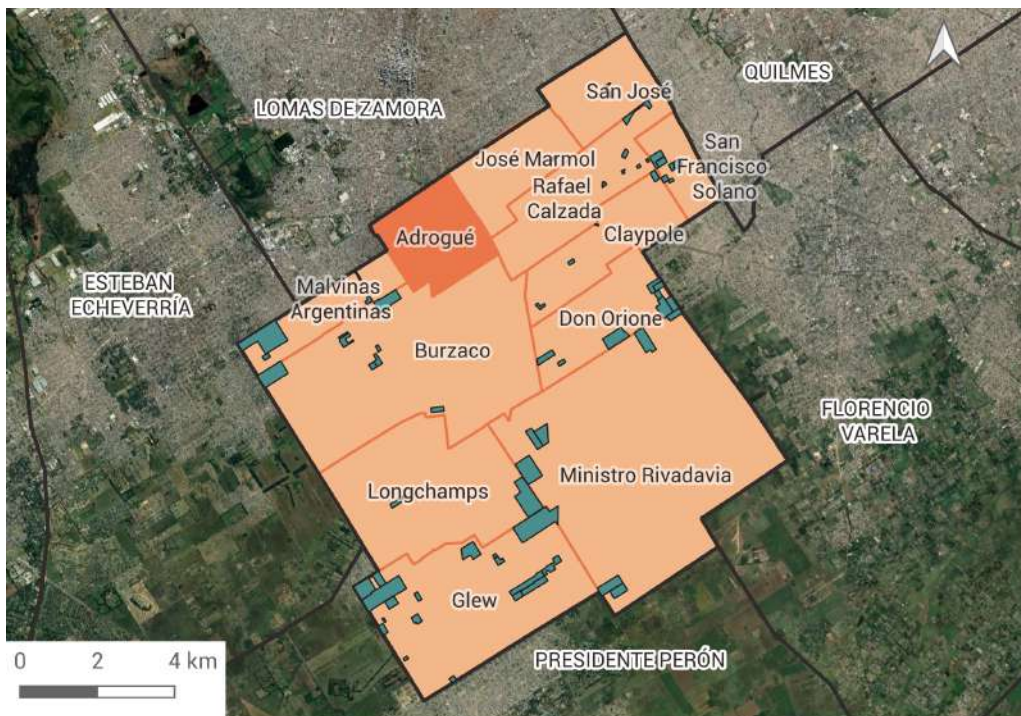 QUILMES
San José
LOMAS DE ZAMORA
San
Francisco
Solano
José Marmol
Rafael
Calzada
Adrogué
Claypole
ESTEBAN
ECHEVERRÍA
Malvinas
Argentinas
Don Orione
Burzaco
FLORENCIO
VARELA
Ministro Rivadavia
Longchamps
Glew
PRESIDENTE PERÓN
0 2 4 km